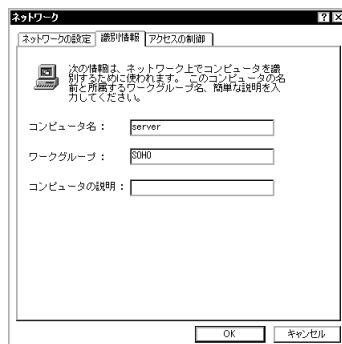 ネットワーク
ネットワークの設定 識別情報 アクセスの制御
次の情報は、ネットワーク上でコンピュータを識
別するために使われます。 このコンピュータの名
前と所属するワークグループ名、簡単な説明を入
力してください。
コンピュータ名： server
ワークグループ： SOHO
コンピュータの説明：
OK キャンセル